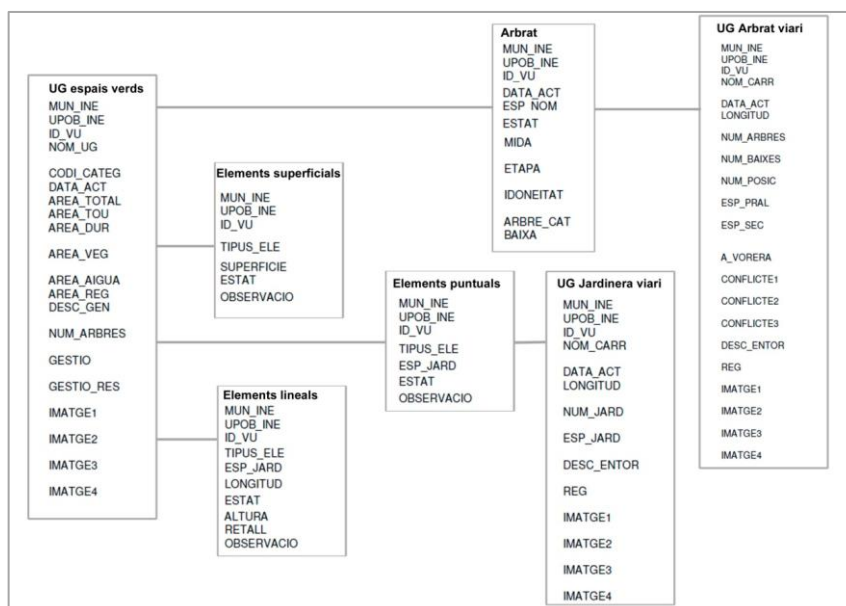 UG espais verds
MUN_INE
UPOB_INE
ID_VU
NOM_UG
CODI_CATEG
DATA_ACT
AREA_TOTAL
AREA_TOU
AREA_DUR
AREA_VEG
AREA_AIGUA
AREA_REG
DESC_GEN
NUM_ARBRES
GESTIO
GESTIO_RES
IMATGE1
IMATGE2
IMATGE3
IMATGE4
Elements superficials
MUN_INE
UPOB_INE
ID_VU
TIPUS_ELE
SUPERFICIE
ESTAT
OBSERVACIO
Elements lineals
MUN_INE
UPOB_INE
ID_VU
TIPUS_ELE
ESP_JARD
LONGITUD
ESTAT
ALTURA
RETALL
OBSERVACIO
Elements puntuals
MUN_INE
UPOB_INE
ID_VU
TIPUS_ELE
ESP_JARD
ESTAT
OBSERVACIO
Arbrat
MUN_INE
UPOB_INE
ID_VU
DATA_ACT
ESP_NOM
ESTAT
MIDA
ETAPA
IDONEITAT
ARBRE_CAT
BAIXA
UG Jardinera viari
MUN_INE
UPOB_INE
ID_VU
NOM_CARR
DATA_ACT
LONGITUD
NUM_JARD
ESP_JARD
DESC_ENTOR
REG
IMATGE1
IMATGE2
IMATGE3
IMATGE4
UG Arbrat viari
MUN_INE
UPOB_INE
ID_VU
NOM_CARR
DATA_ACT
LONGITUD
NUM_ARBRES
NUM_BAIXES
NUM_POSIC
ESP_PRAL
ESP_SEC
A_VORERA
CONFLICTE1
CONFLICTE2
CONFLICTE3
DESC_ENTOR
REG
IMATGE1
IMATGE2
IMATGE3
IMATGE4